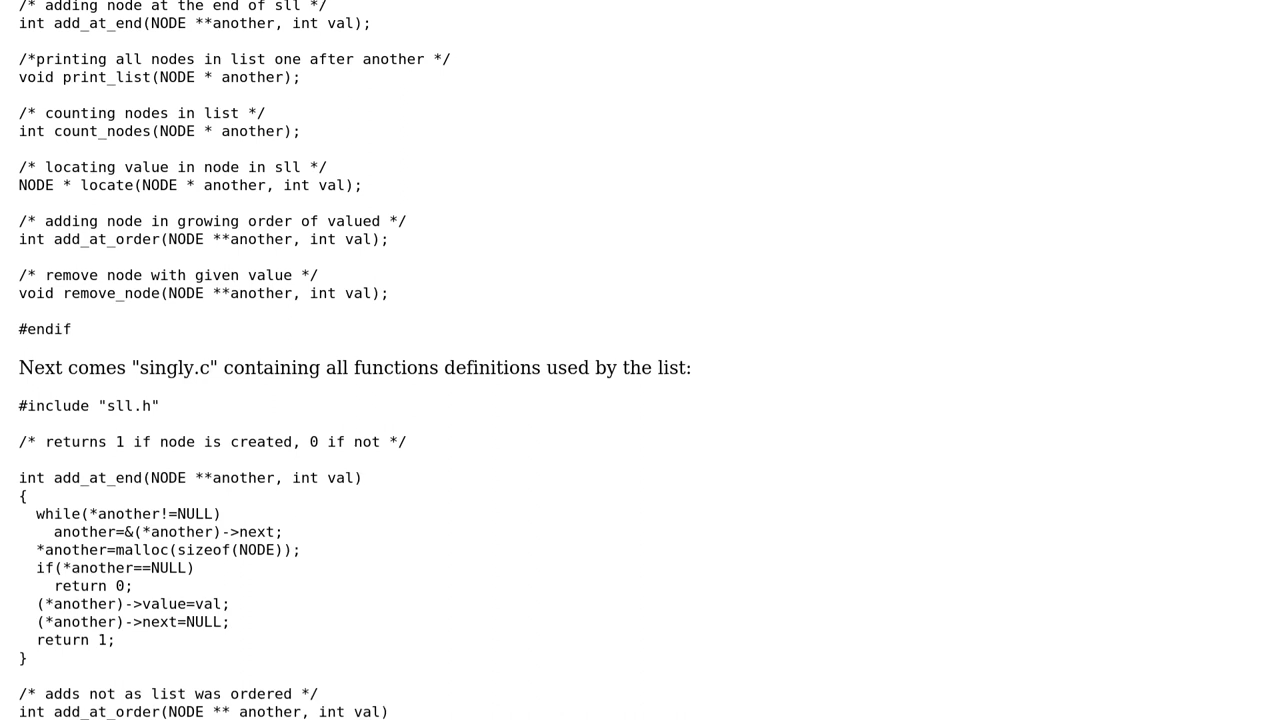 /* adding node at the end of sll */
int add_at_end(NODE **another, int val);
/*printing all nodes in list one after another */
void print_list(NODE * another);
/* counting nodes in list */
int count_nodes(NODE * another);
/* locating value in node in sll */
NODE * locate(NODE * another, int val);
/* adding node in growing order of valued */
int add_at_order(NODE **another, int val);
/* remove node with given value */
void remove_node(NODE **another, int val);
#endif
Next comes "singly.c" containing all functions definitions used by the list:
#include "sll.h"
/* returns 1 if node is created, 0 if not */
int add_at_end(NODE **another, int val)
{
  while(*another!=NULL)
    another=&(*another)->next;
  *another=malloc(sizeof(NODE));
  if(*another==NULL)
    return 0;
  (*another)->value=val;
  (*another)->next=NULL;
  return 1;
}
/* adds not as list was ordered */
int add_at_order(NODE ** another, int val)